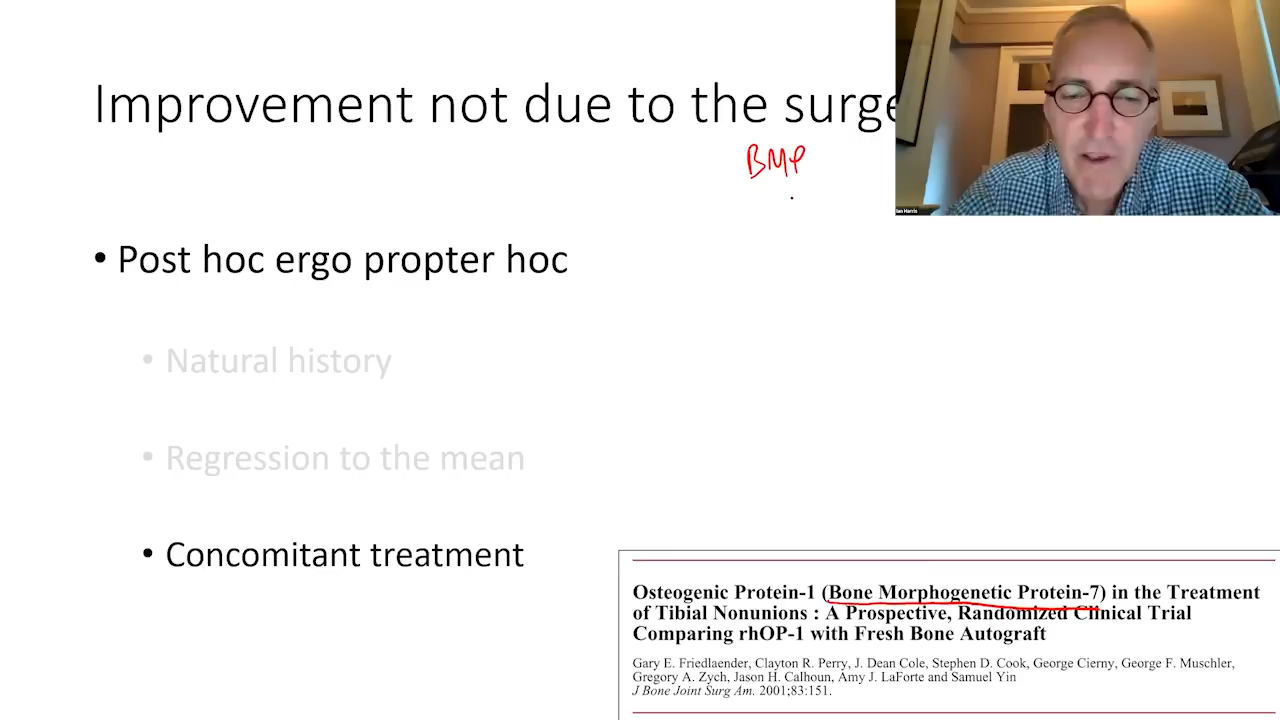 Improvement not due to the surge
BMP
Ian Harris
• Post hoc ergo propter hoc
• Natural history
• Regression to the mean
• Concomitant treatment
Osteogenic Protein-1 (Bone Morphogenetic Protein-7) in the Treatment
of Tibial Nonunions : A Prospective, Randomized Clinical Trial
Comparing rhOP-1 with Fresh Bone Autograft
Gary E. Friedlaender, Clayton R. Perry, J. Dean Cole, Stephen D. Cook, George Cierny, George F. Muschler,
Gregory A. Zych, Jason H. Calhoun, Amy J. LaForte and Samuel Yin
J Bone Joint Surg Am. 2001;83:151.